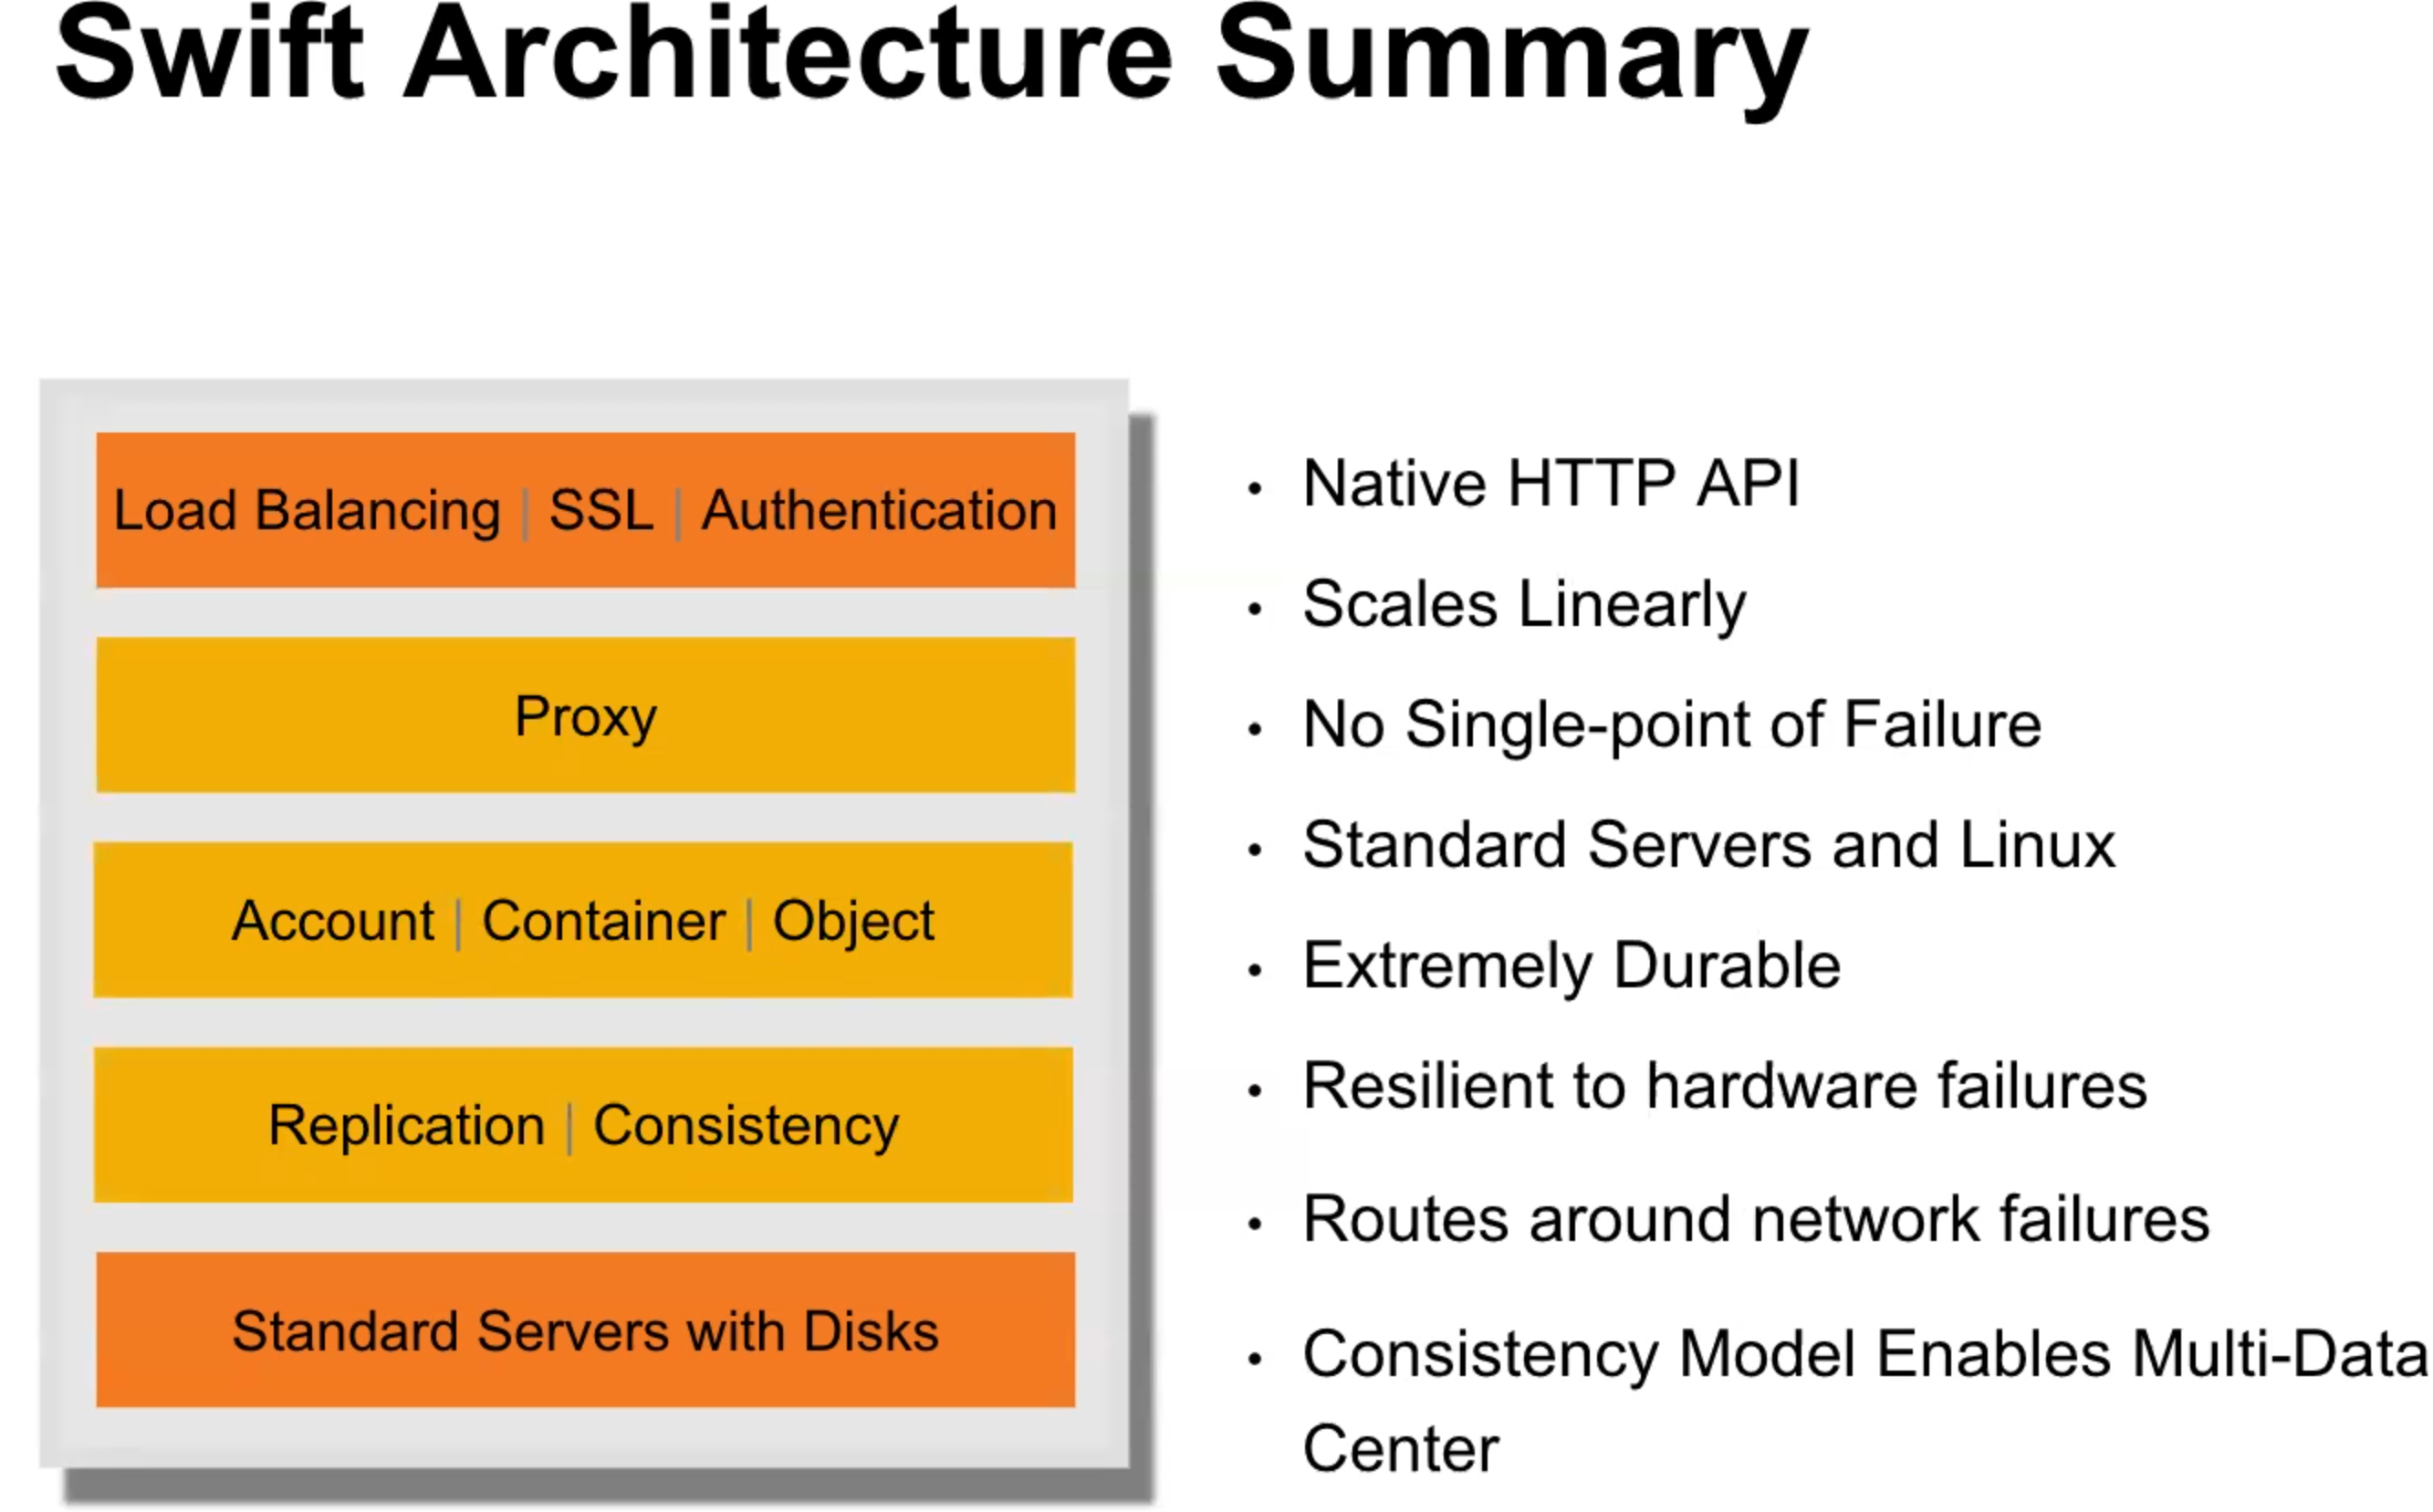 Swift Architecture Summary
Load Balancing | SSL | Authentication
Proxy
Account | Container | Object
Replication | Consistency
Standard Servers with Disks
• Native HTTP API
• Scales Linearly
• No Single-point of Failure
• Standard Servers and Linux
• Extremely Durable
• Resilient to hardware failures
• Routes around network failures
• Consistency Model Enables Multi-Data
Center